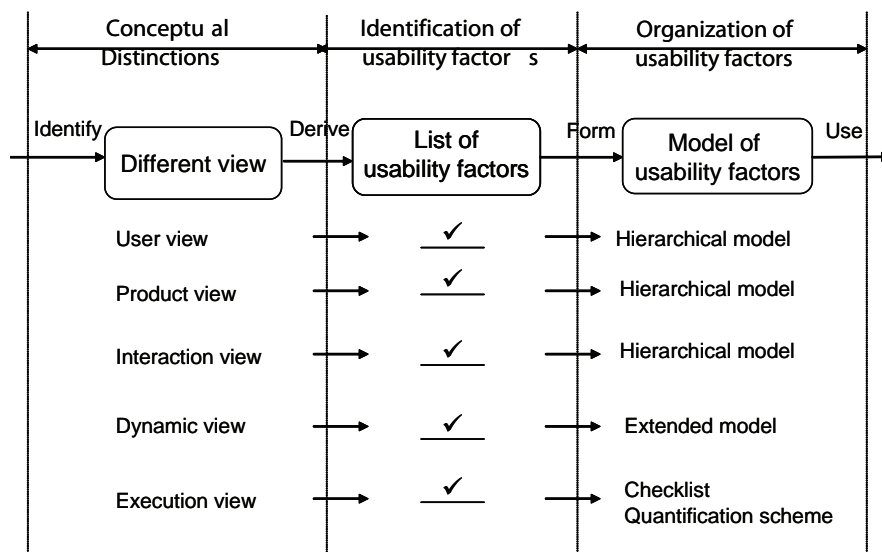 Conceptu al
Distinctions
Identification of
usability factor s
Organization of
usability factors
Identify
Different view
Derive
List of
usability factors
Form
Model of
usability factors
Use
User view
✓
Hierarchical model
Product view
✓
Hierarchical model
Interaction view
✓
Hierarchical model
Dynamic view
✓
Extended model
Execution view
✓
Checklist
Quantification scheme